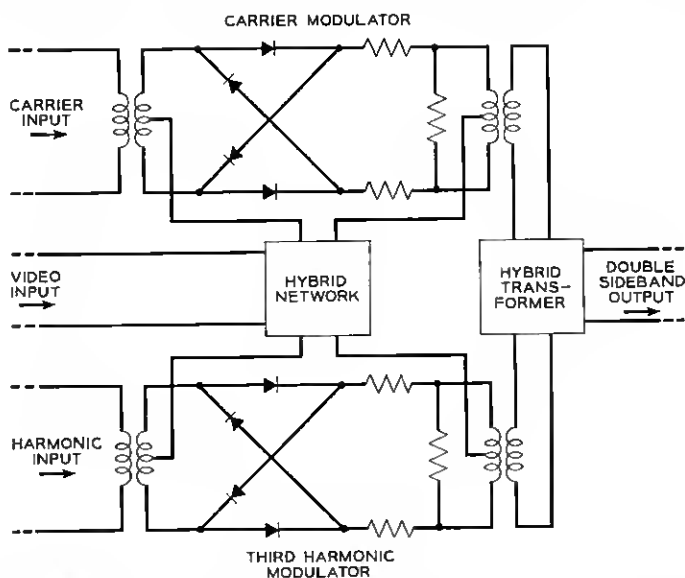 CARRIER MODULATOR
CARRIER
INPUT
VIDEO
INPUT
HYBRID
NETWORK
HYBRID
TRANS-
FORMER
DOUBLE
SIDEBAND
OUTPUT
HARMONIC
INPUT
THIRD HARMONIC
MODULATOR